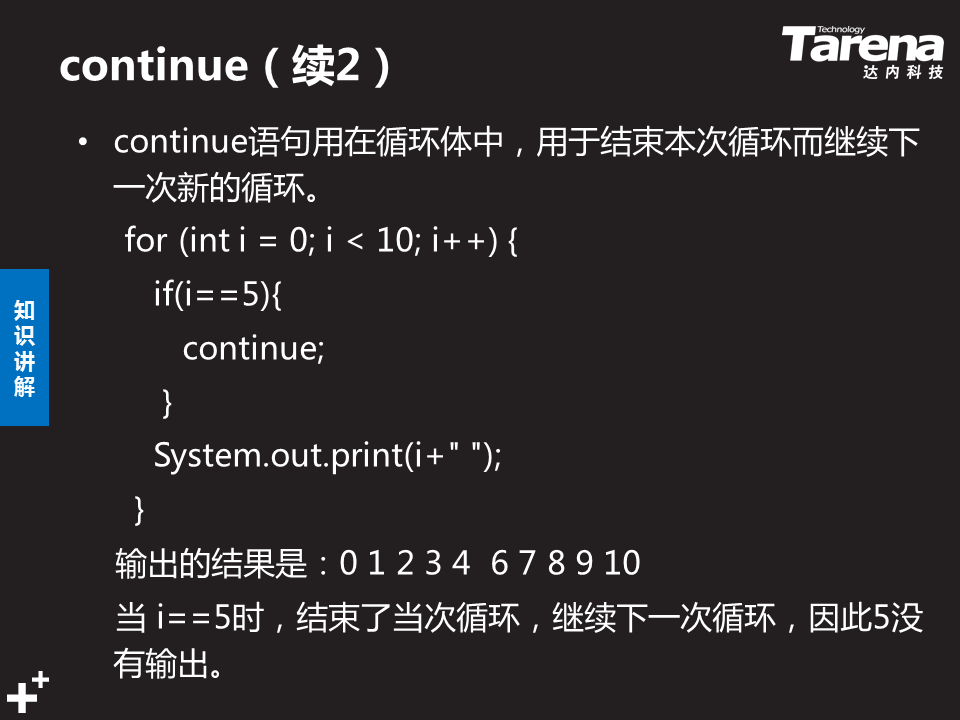 continue（续2）
Technology
Tarena
达内科技
• continue语句用在循环体中，用于结束本次循环而继续下
一次新的循环。
for (int i = 0; i < 10; i++) {
if(i==5){
continue;
}
System.out.print(i+" ");
}
输出的结果是：0 1 2 3 4  6 7 8 9 10
当 i==5时，结束了当次循环，继续下一次循环，因此5没
有输出。
知
识
讲
解